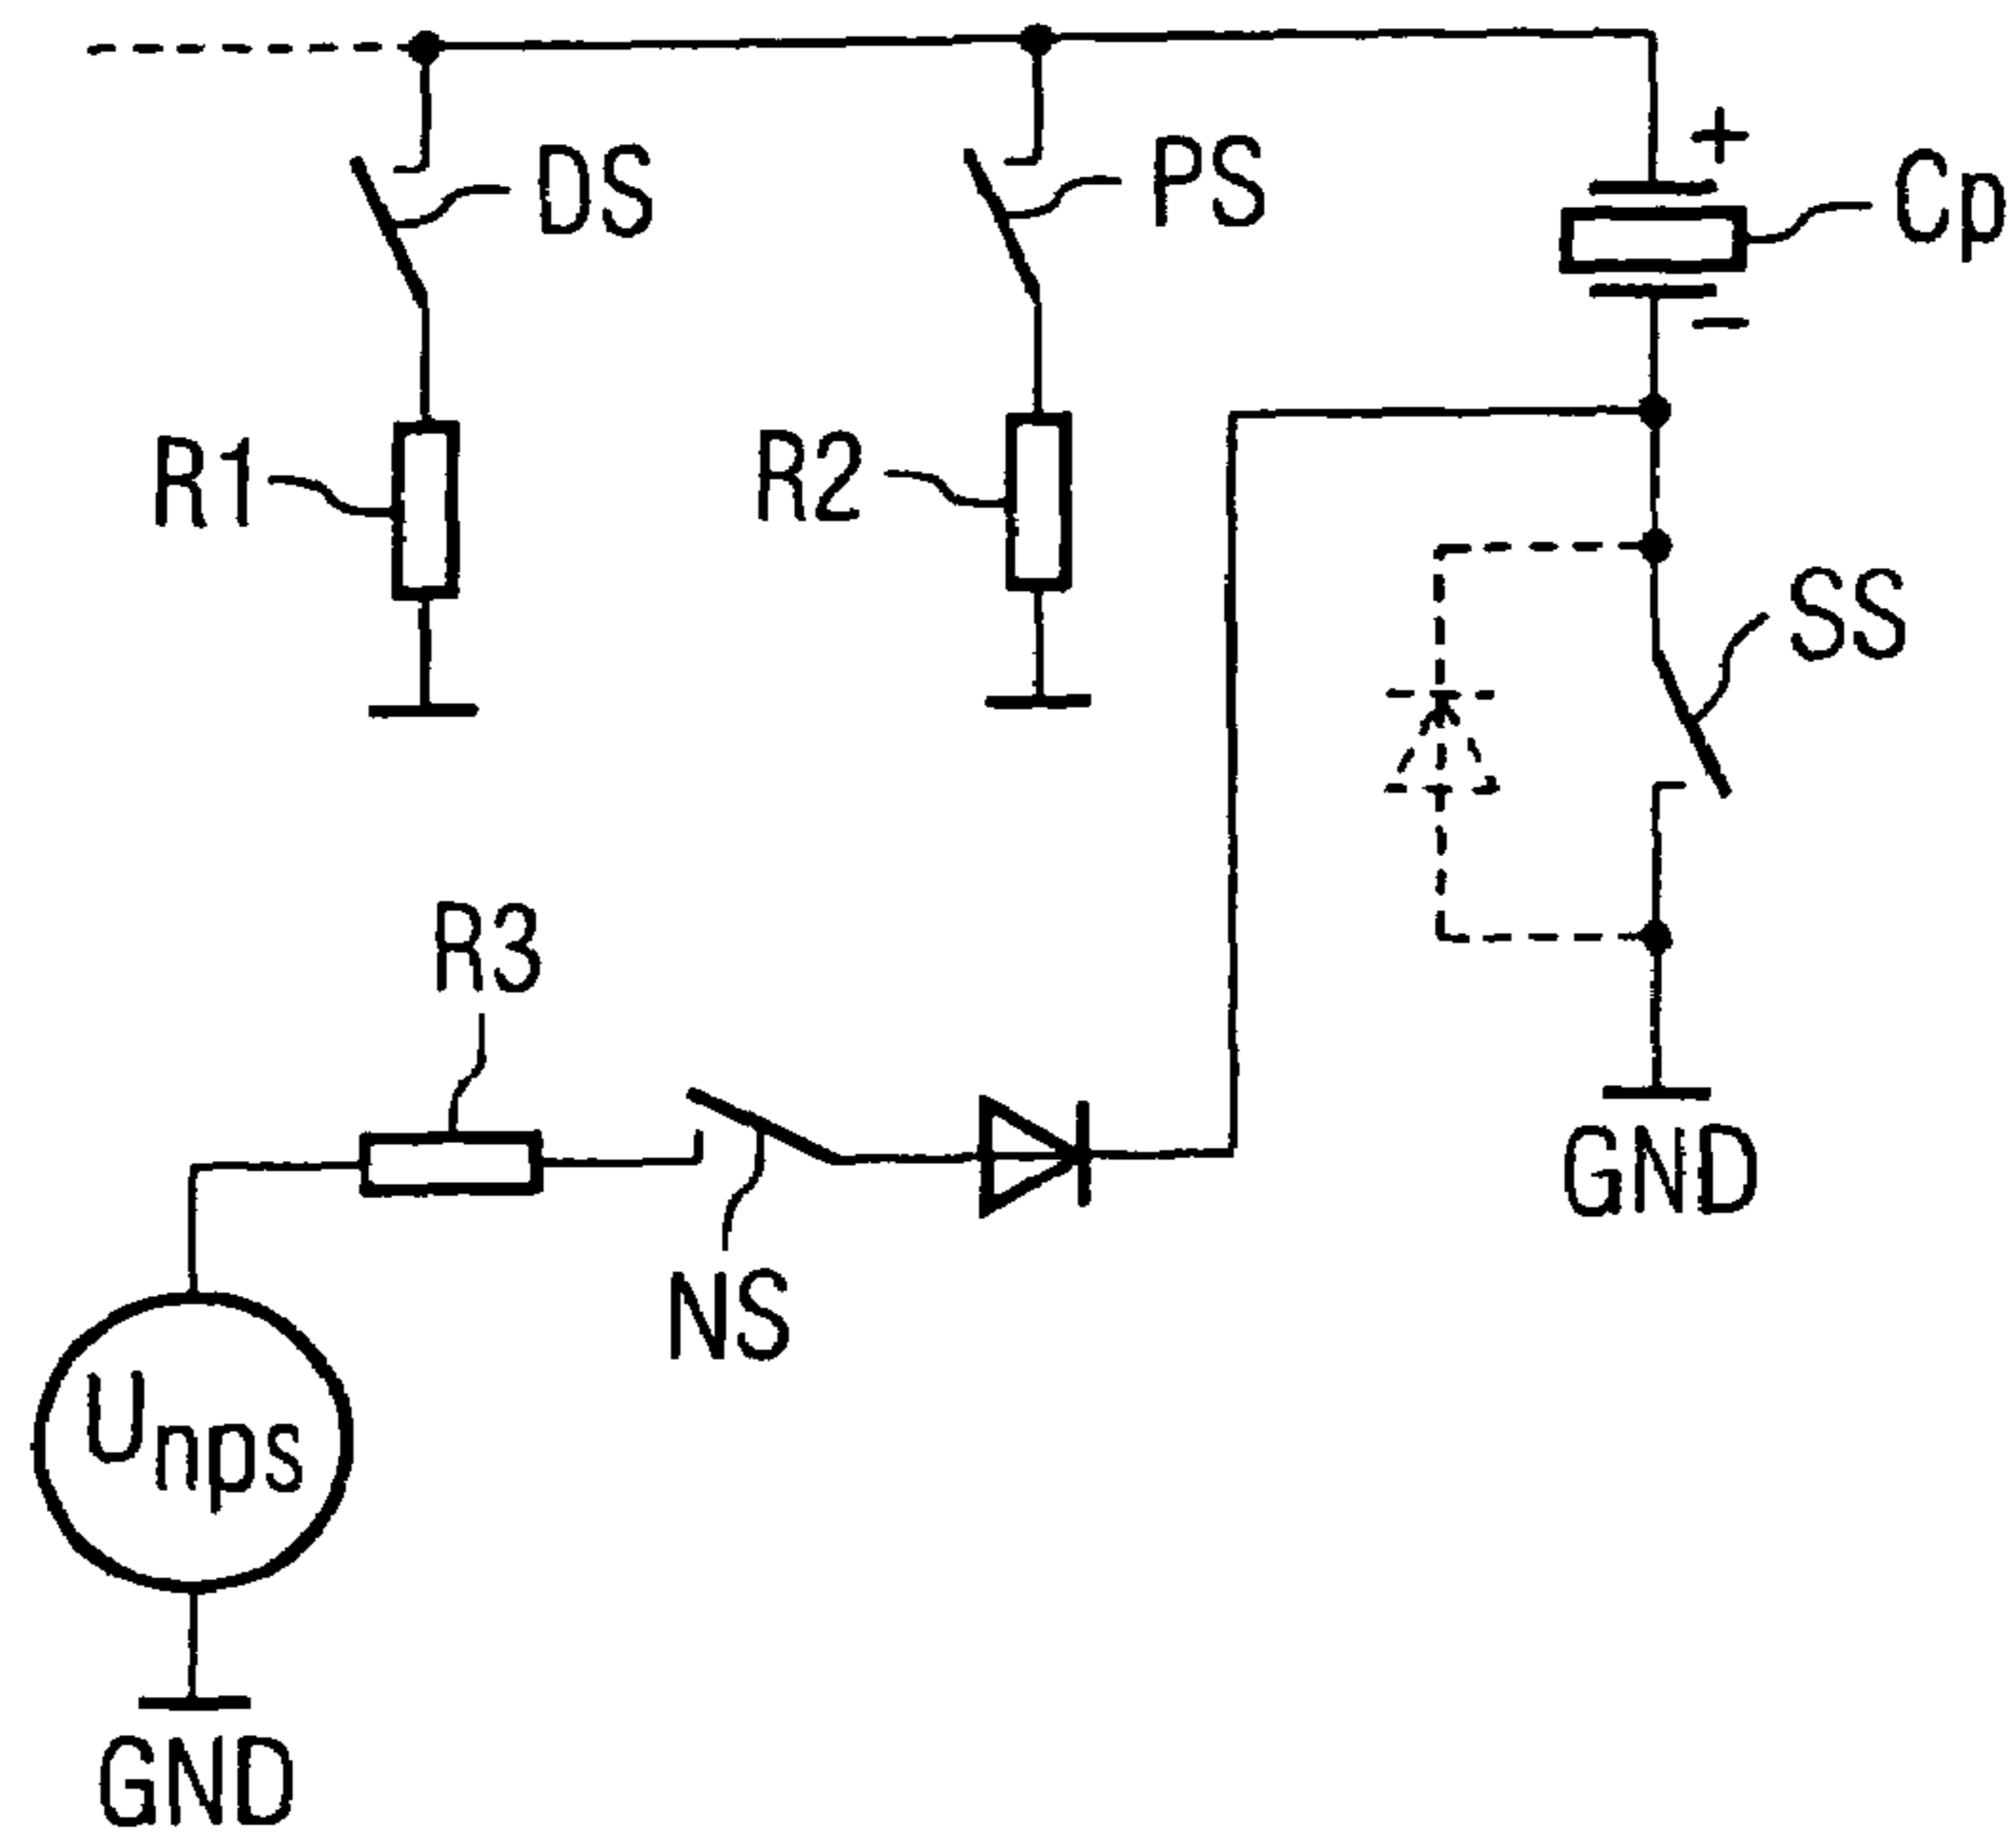 DS
PS
+
Cp
–
R1
R2
SS
R3
GND
NS
Unps
GND